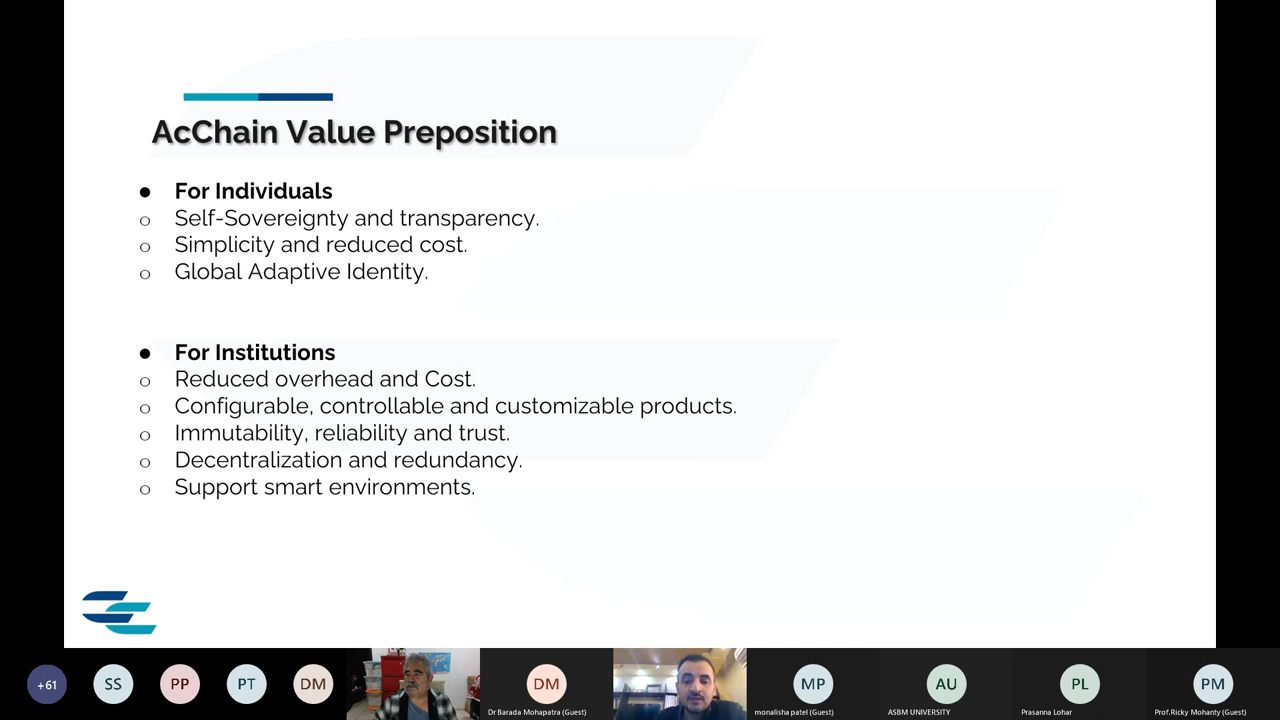 AcChain Value Preposition
● For Individuals
o Self-Sovereignty and transparency.
o Simplicity and reduced cost.
o Global Adaptive Identity.
● For Institutions
o Reduced overhead and Cost.
o Configurable, controllable and customizable products.
o Immutability, reliability and trust.
o Decentralization and redundancy.
o Support smart environments.
+61
SS
PP
PT
DM
DM
MP
AU
PL
PM
Dr Barada Mohapatra (Guest)
monalisha patel (Guest)
ASBM UNIVERSITY
Prasanna Lohar
Prof.Ricky Mohanty (Guest)